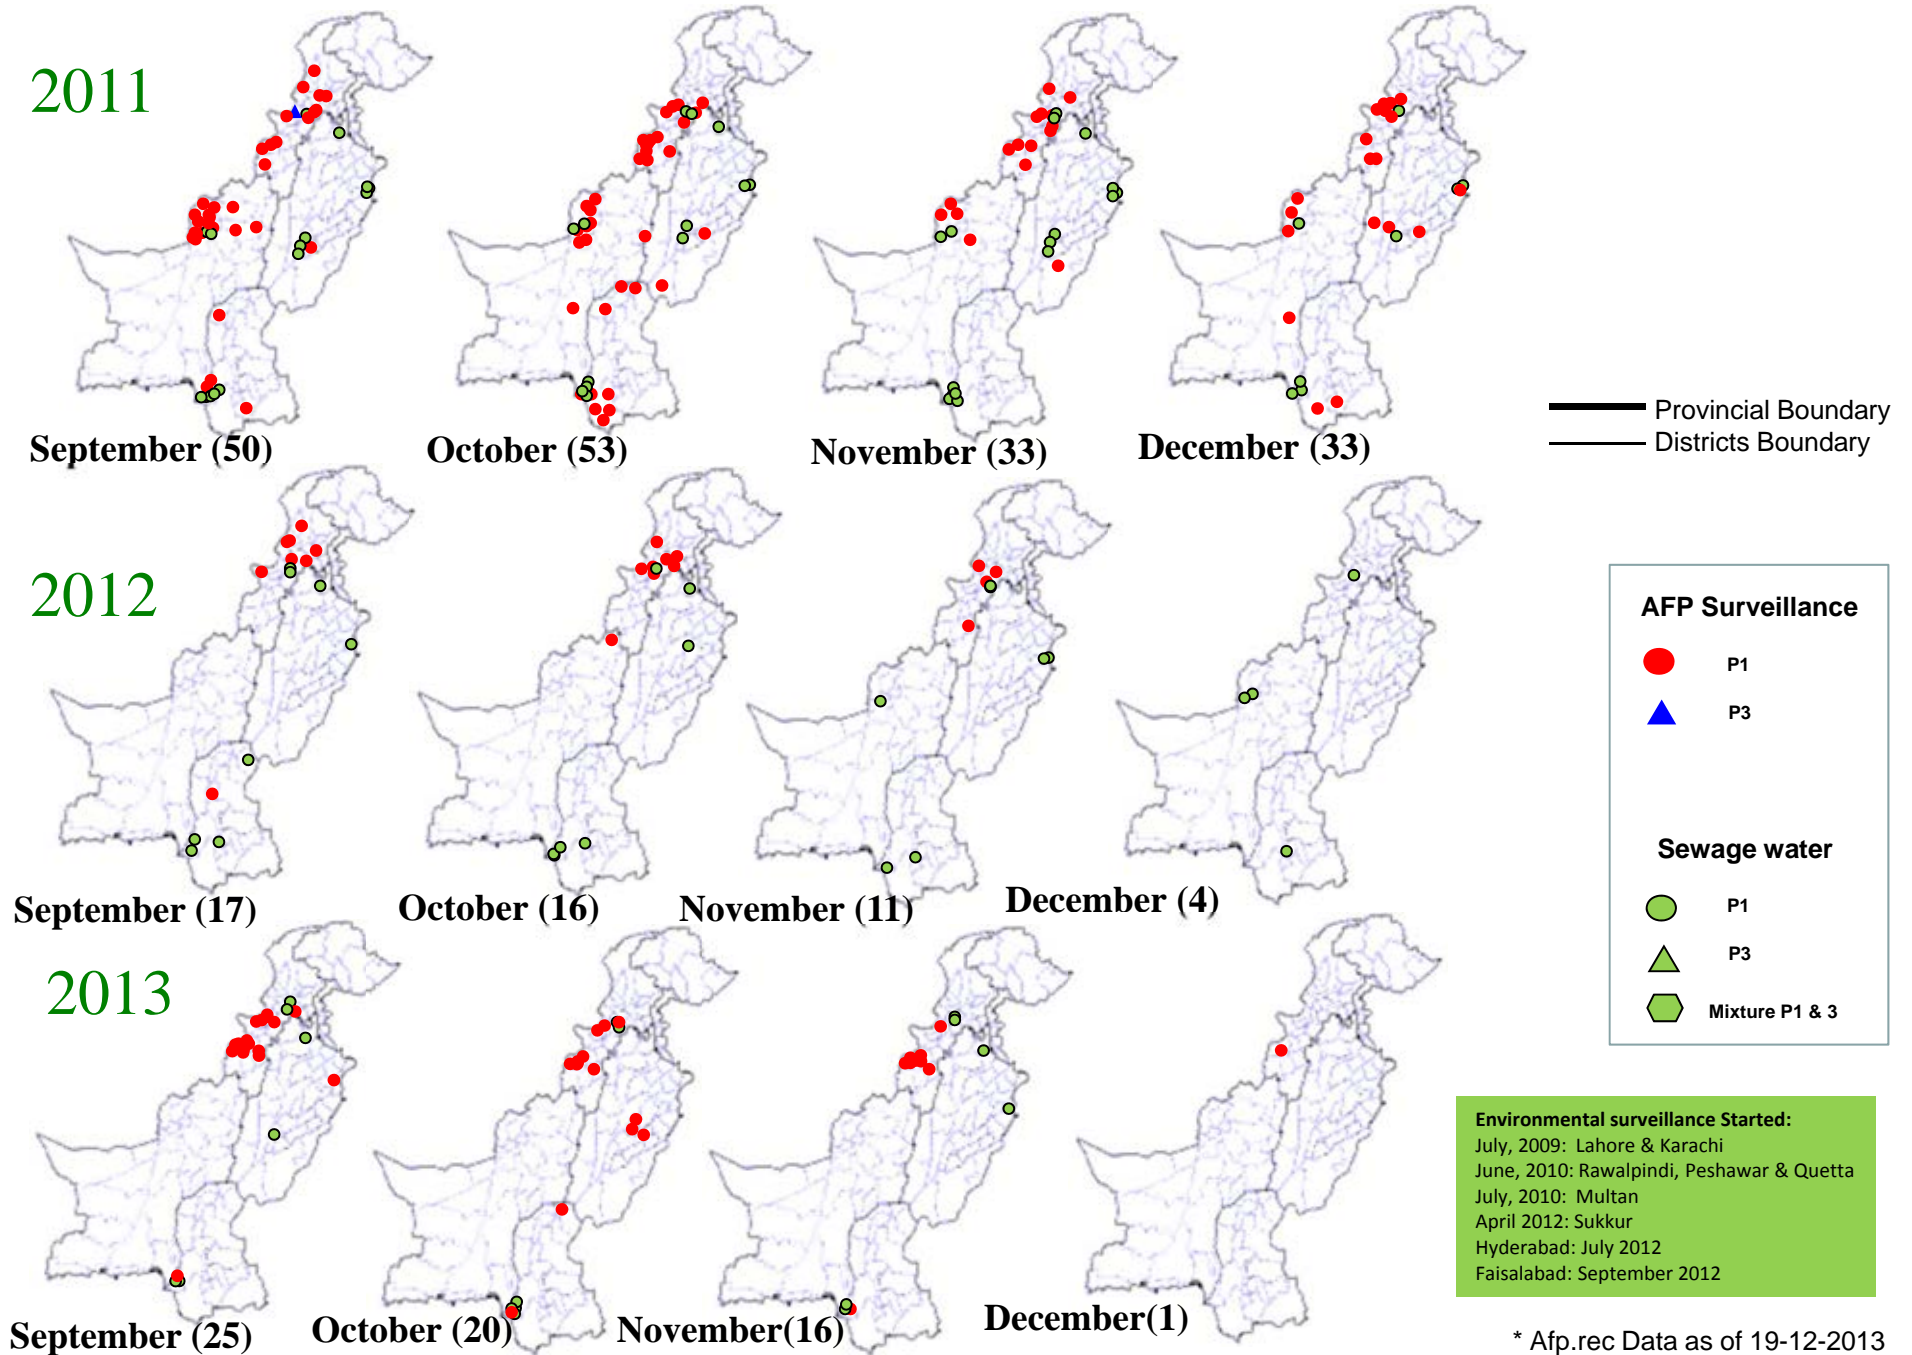 2011
September (50)
October (53)
November (33)
December (33)
Provincial Boundary
Districts Boundary
2012
September (17)
October (16)
November (11)
December (4)
AFP Surveillance
P1
P3
Sewage water
P1
P3
Mixture P1 & 3
2013
September (25)
October (20)
November(16)
December(1)
Environmental surveillance Started:
July, 2009: Lahore & Karachi
June, 2010: Rawalpindi, Peshawar & Quetta
July, 2010: Multan
April 2012: Sukkur
Hyderabad: July 2012
Faisalabad: September 2012
* Afp.rec Data as of 19-12-2013